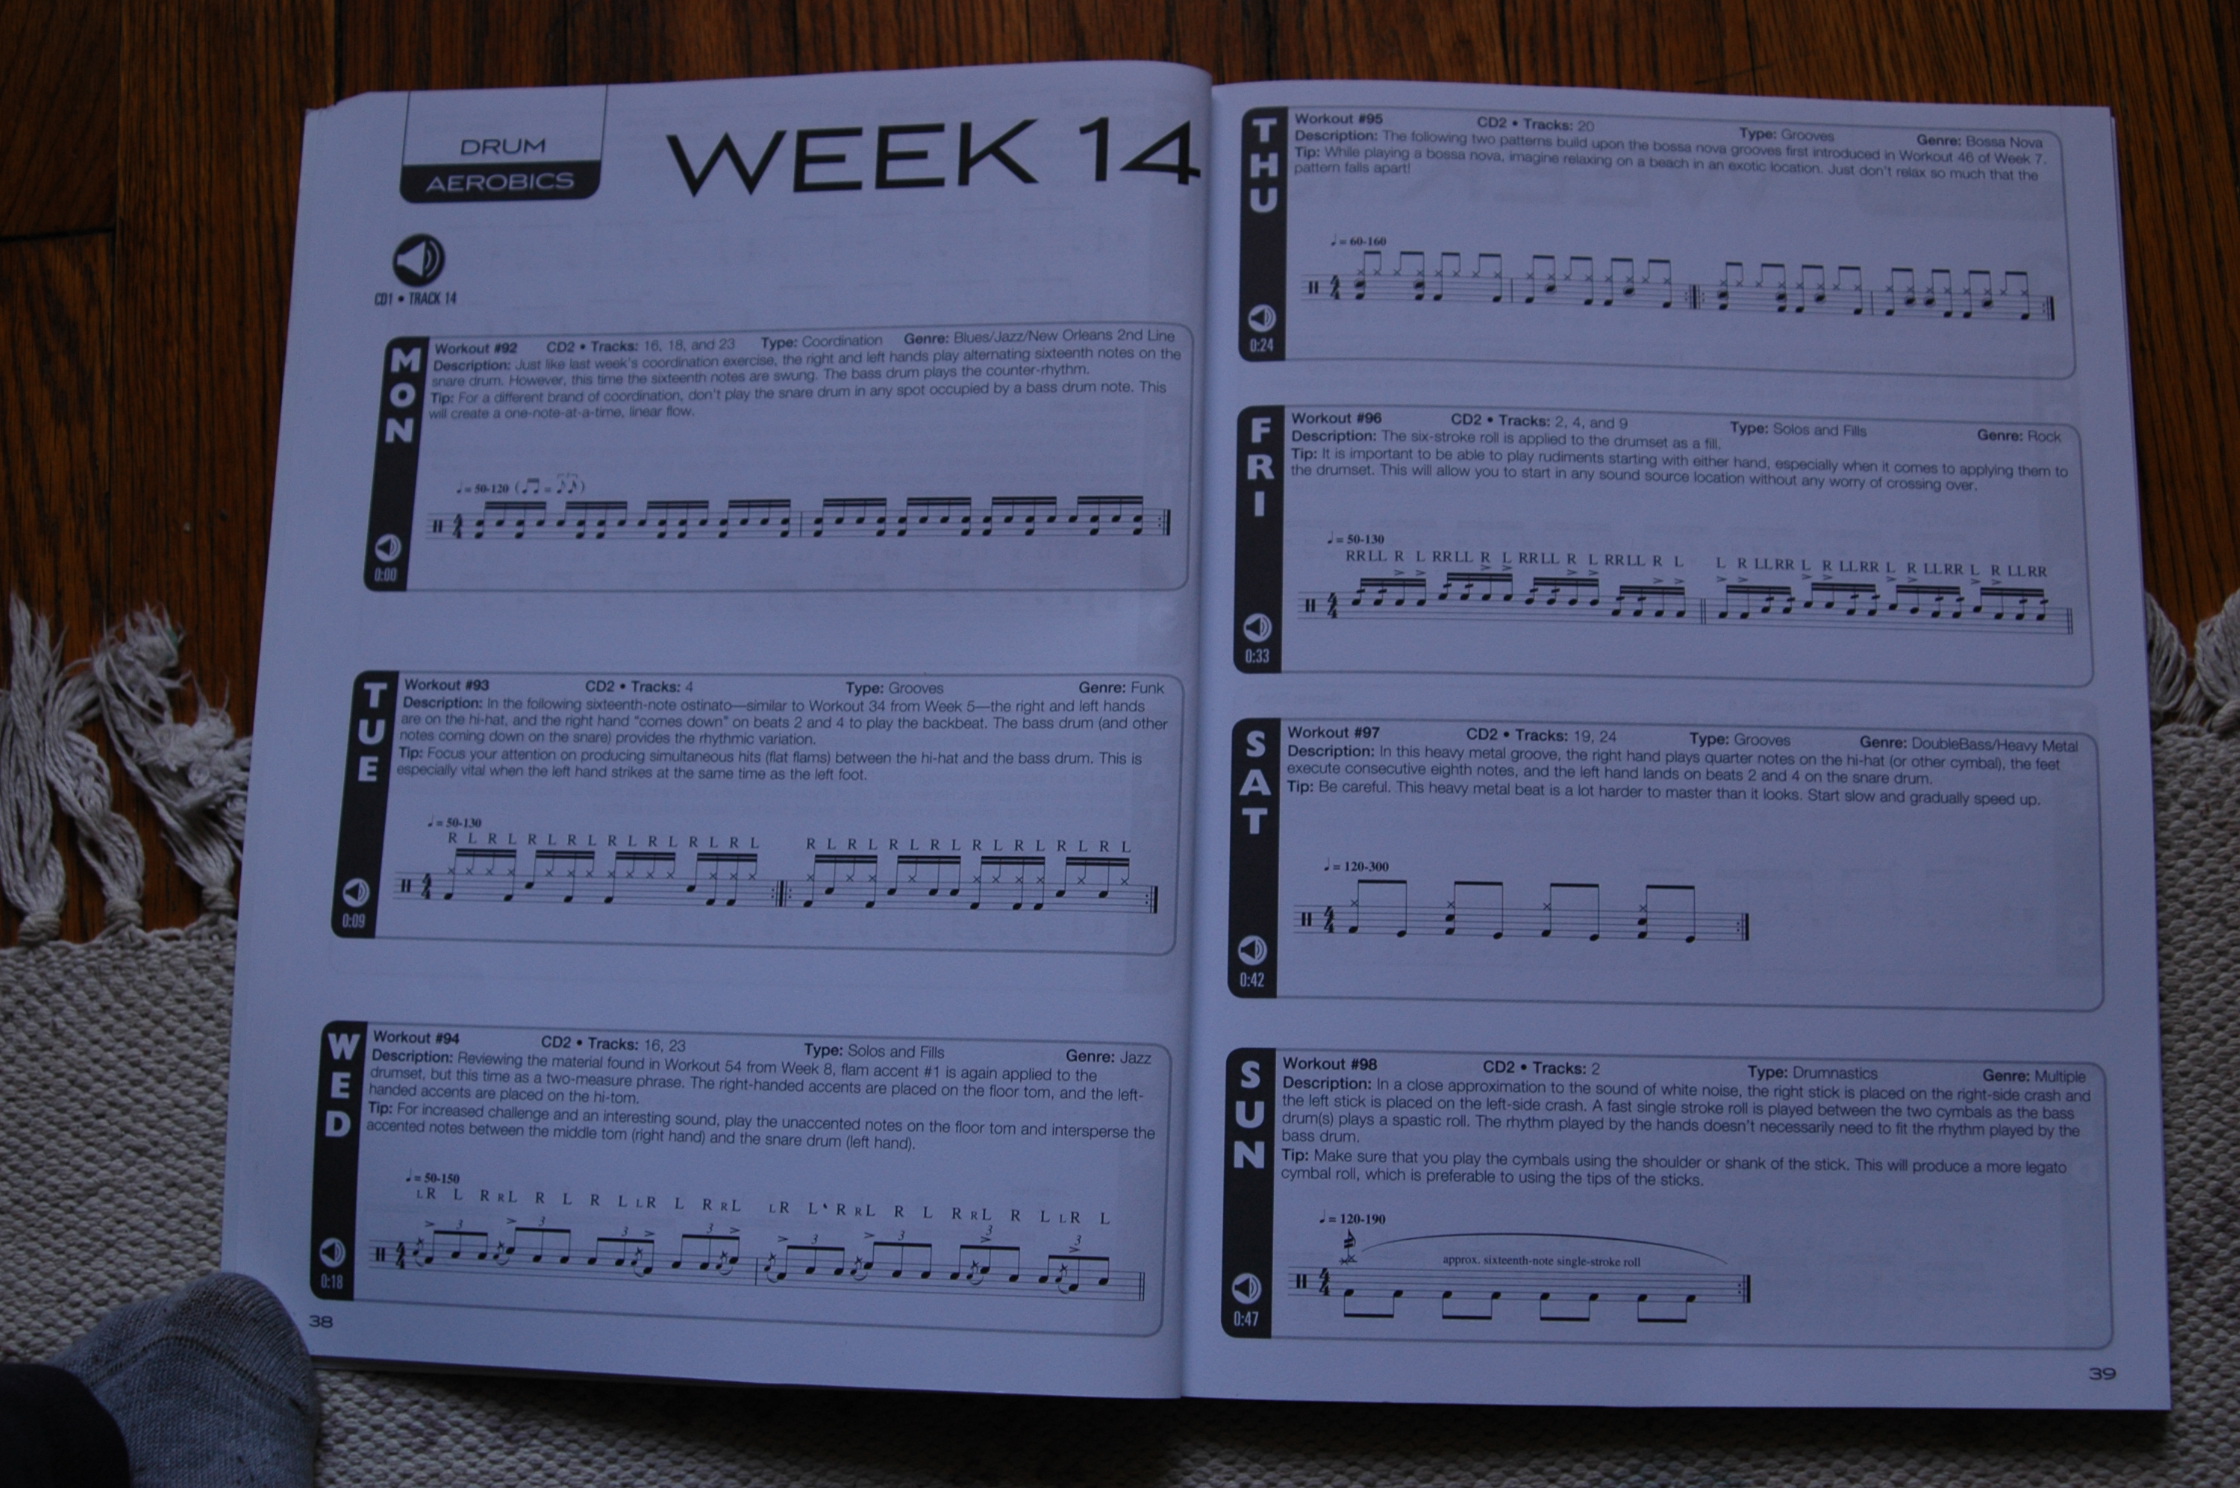 DRUM
AEROBICS
WEEK 14
CD1 • TRACK 14
MON
Workout #92 CD2 • Tracks: 16, 18, and 23 Type: Coordination Genre: Blues/Jazz/New Orleans 2nd Line
Description: Just like last week's coordination exercise, the right and left hands play alternating sixteenth notes on the
snare drum. However, this time the sixteenth notes are swung. The bass drum plays the counter-rhythm.
Tip: For a different brand of coordination, don't play the snare drum in any spot occupied by a bass drum note. This
will create a one-note-at-a-time, linear flow.
♩ = 50-120
0:00
TUE
Workout #93 CD2 • Tracks: 4 Type: Grooves Genre: Funk
Description: In the following sixteenth-note ostinato—similar to Workout 34 from Week 5—the right and left hands
are on the hi-hat, and the right hand "comes down" on beats 2 and 4 to play the backbeat. The bass drum (and other
notes coming down on the snare) provides the rhythmic variation.
Tip: Focus your attention on producing simultaneous hits (flat flams) between the hi-hat and the bass drum. This is
especially vital when the left hand strikes at the same time as the left foot.
♩ = 50-130
R L R L R L R L R L R L R L R L R L R L R L R L R L R L R L R L
0:09
WED
Workout #94 CD2 • Tracks: 16, 23 Type: Solos and Fills Genre: Jazz
Description: Reviewing the material found in Workout 54 from Week 8, flam accent #1 is again applied to the
drumset, but this time as a two-measure phrase. The right-handed accents are placed on the floor tom, and the left-
handed accents are placed on the hi-tom.
Tip: For increased challenge and an interesting sound, play the unaccented notes on the floor tom and intersperse the
accented notes between the middle tom (right hand) and the snare drum (left hand).
♩ = 50-150
LR L R RL R L R L LR L R RL LR L R RL R L R RL R L LR L
3 3 3 3 3 3 3 3
0:18
38
THU
Workout #95 CD2 • Tracks: 20 Type: Grooves Genre: Bossa Nova
Description: The following two patterns build upon the bossa nova grooves first introduced in Workout 46 of Week 7.
Tip: While playing a bossa nova, imagine relaxing on a beach in an exotic location. Just don't relax so much that the
pattern falls apart!
♩ = 60-160
0:24
FRI
Workout #96 CD2 • Tracks: 2, 4, and 9 Type: Solos and Fills Genre: Rock
Description: The six-stroke roll is applied to the drumset as a fill.
Tip: It is important to be able to play rudiments starting with either hand, especially when it comes to applying them to
the drumset. This will allow you to start in any sound source location without any worry of crossing over.
♩ = 50-130
RRLL R L RRLL R L RRLL R L RRLL R L L R LLRR L R LLRR L R LLRR L R LLRR
0:33
SAT
Workout #97 CD2 • Tracks: 19, 24 Type: Grooves Genre: DoubleBass/Heavy Metal
Description: In this heavy metal groove, the right hand plays quarter notes on the hi-hat (or other cymbal), the feet
execute consecutive eighth notes, and the left hand lands on beats 2 and 4 on the snare drum.
Tip: Be careful. This heavy metal beat is a lot harder to master than it looks. Start slow and gradually speed up.
♩ = 120-300
0:42
SUN
Workout #98 CD2 • Tracks: 2 Type: Drumnastics Genre: Multiple
Description: In a close approximation to the sound of white noise, the right stick is placed on the right-side crash and
the left stick is placed on the left-side crash. A fast single stroke roll is played between the two cymbals as the bass
drum(s) plays a spastic roll. The rhythm played by the hands doesn't necessarily need to fit the rhythm played by the
bass drum.
Tip: Make sure that you play the cymbals using the shoulder or shank of the stick. This will produce a more legato
cymbal roll, which is preferable to using the tips of the sticks.
♩ = 120-190
approx. sixteenth-note single-stroke roll
0:47
39